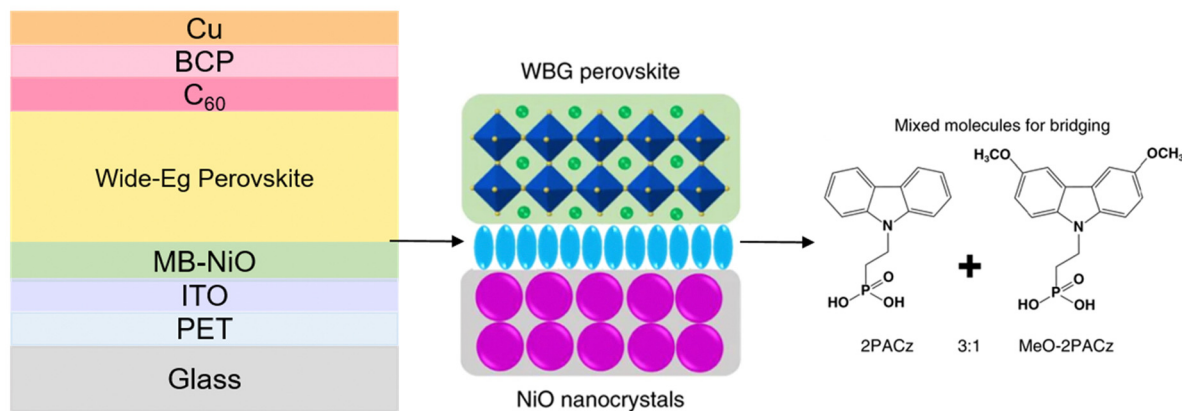 Cu
BCP
C₆₀
Wide-Eg Perovskite
MB-NiO
ITO
PET
Glass
WBG perovskite
NiO nanocrystals
Mixed molecules for bridging
H₃CO
OCH₃
N
N
P
O
HO
OH
P
O
HO
OH
2PACz
3:1
MeO-2PACz